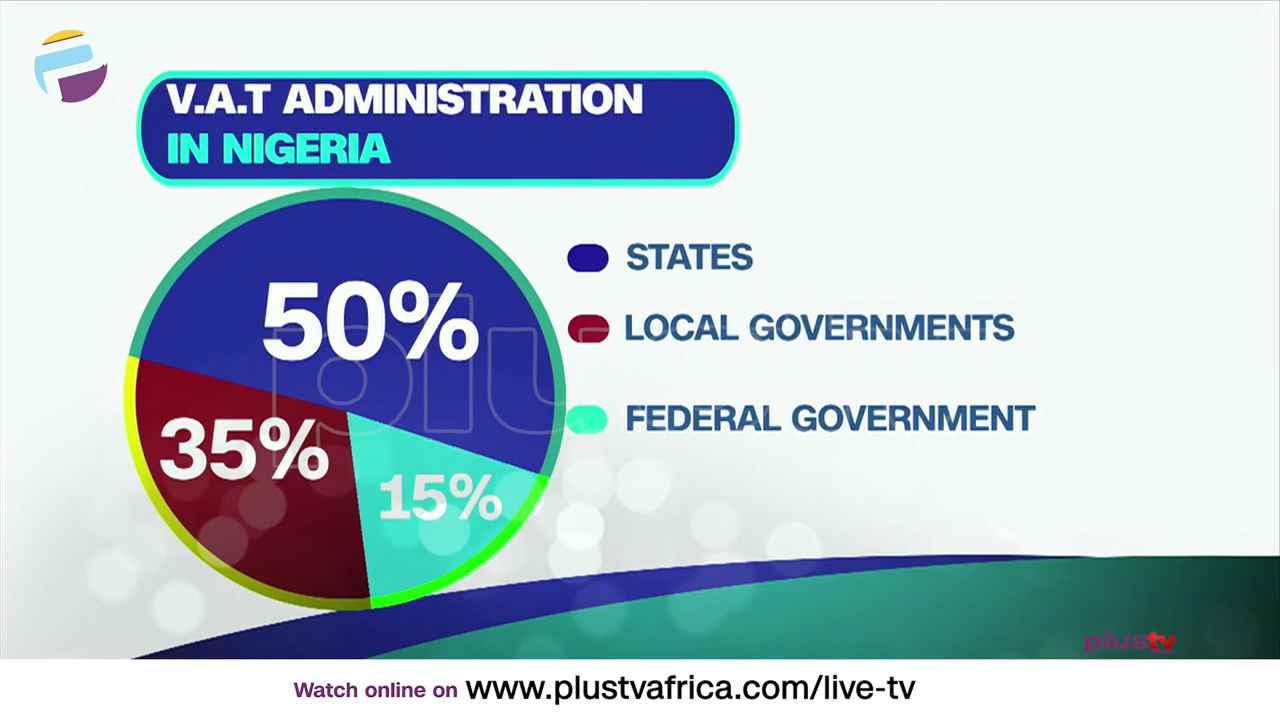 V.A.T ADMINISTRATION
IN NIGERIA
50%
35%
15%
STATES
LOCAL GOVERNMENTS
FEDERAL GOVERNMENT
plu
plustv
Watch online on www.plustvafrica.com/live-tv